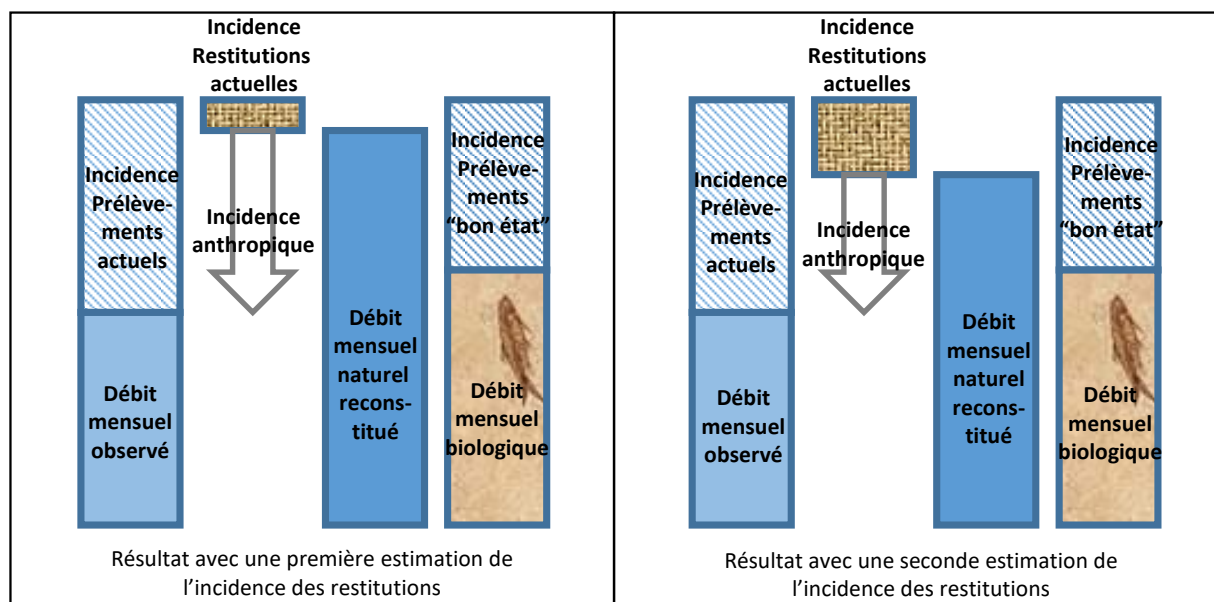 Incidence
Restitutions
actuelles
Incidence
Prélève-
ments
actuels
Incidence
anthropique
Débit
mensuel
observé
Débit
mensuel
naturel
recons-
titué
Incidence
Prélève-
ments
“bon état”
Débit
mensuel
biologique
Résultat avec une première estimation de
l’incidence des restitutions
Incidence
Restitutions
actuelles
Incidence
Prélève-
ments
actuels
Incidence
anthropique
Débit
mensuel
observé
Débit
mensuel
naturel
recons-
titué
Incidence
Prélève-
ments
“bon état”
Débit
mensuel
biologique
Résultat avec une seconde estimation de
l’incidence des restitutions